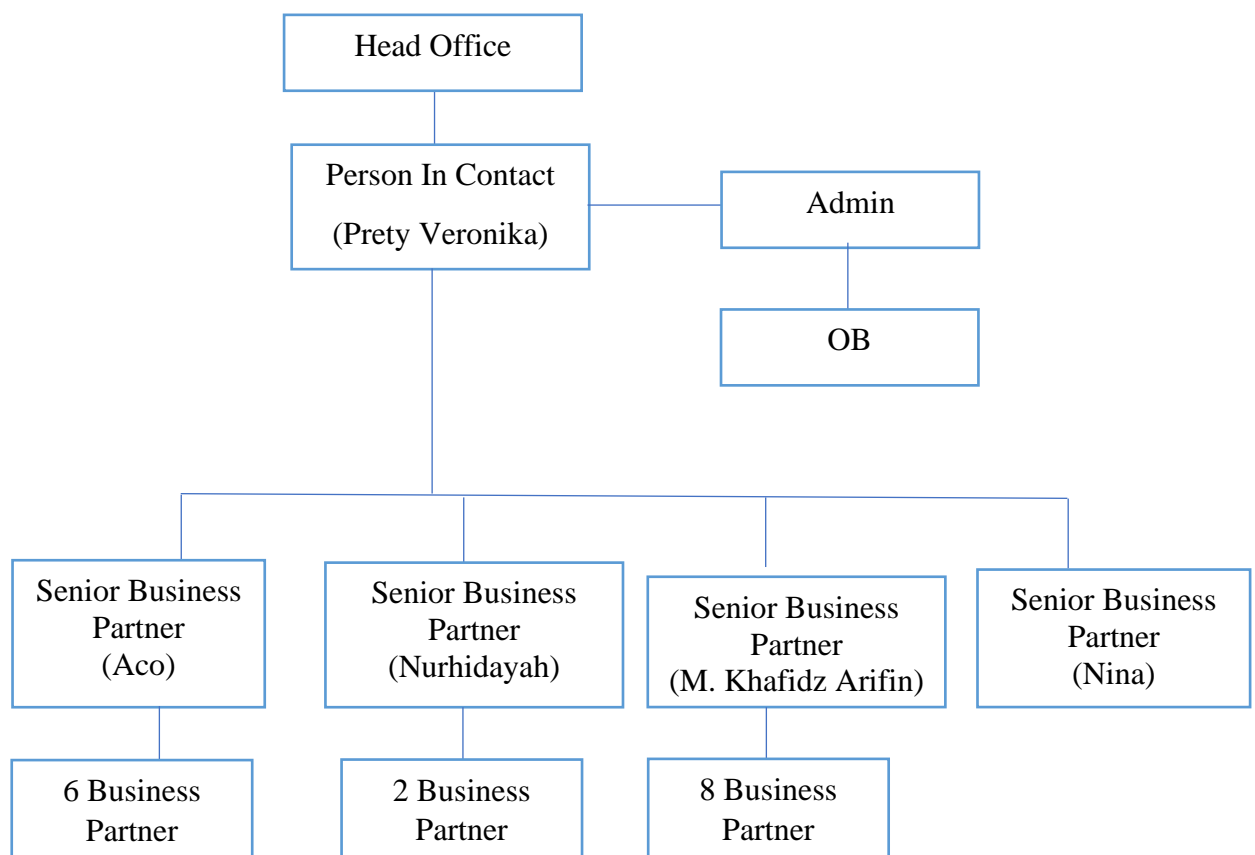 Head Office
Person In Contact
(Prety Veronika)
Admin
OB
Senior Business
Partner
(Aco)
Senior Business
Partner
(Nurhidayah)
Senior Business
Partner
(M. Khafidz Arifin)
Senior Business
Partner
(Nina)
6 Business
Partner
2 Business
Partner
8 Business
Partner